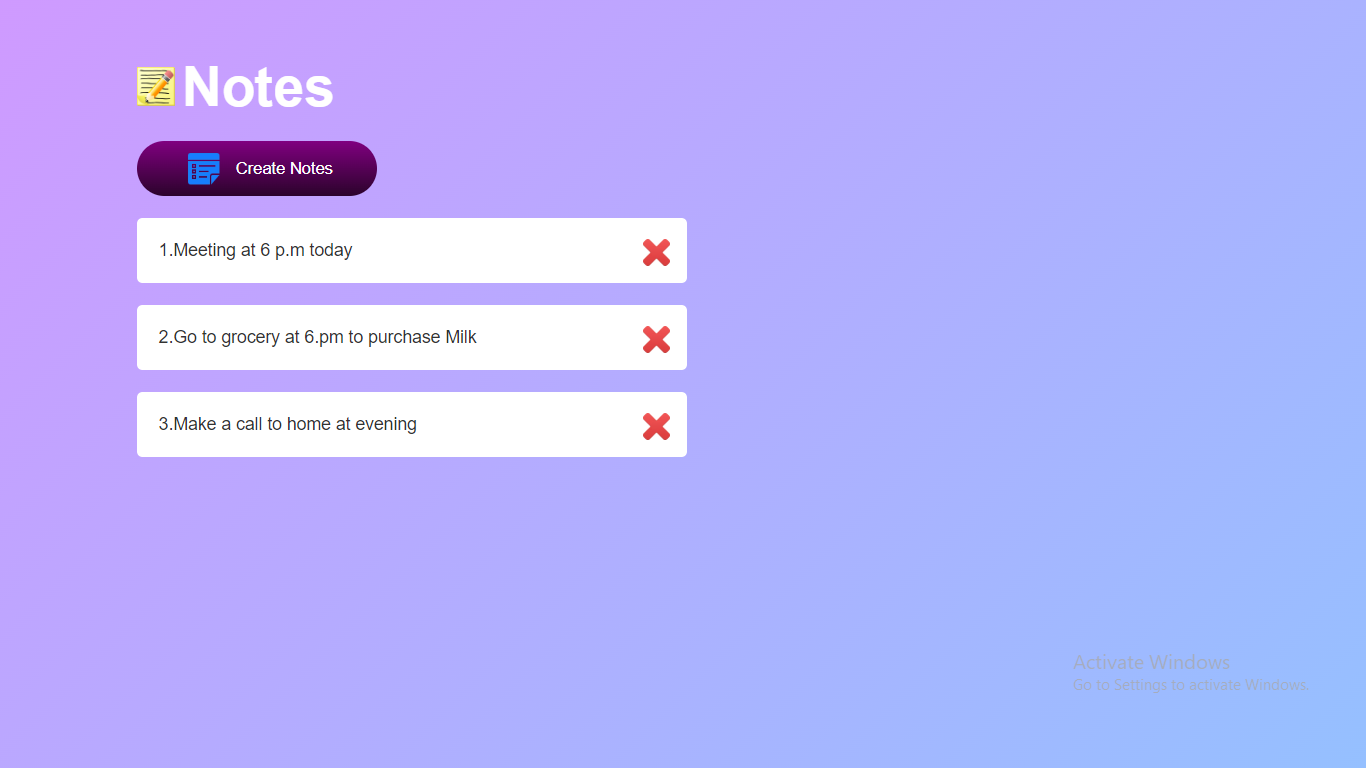 Notes
Create Notes
1.Meeting at 6 p.m today
2.Go to grocery at 6.pm to purchase Milk
3.Make a call to home at evening
Activate Windows
Go to Settings to activate Windows.